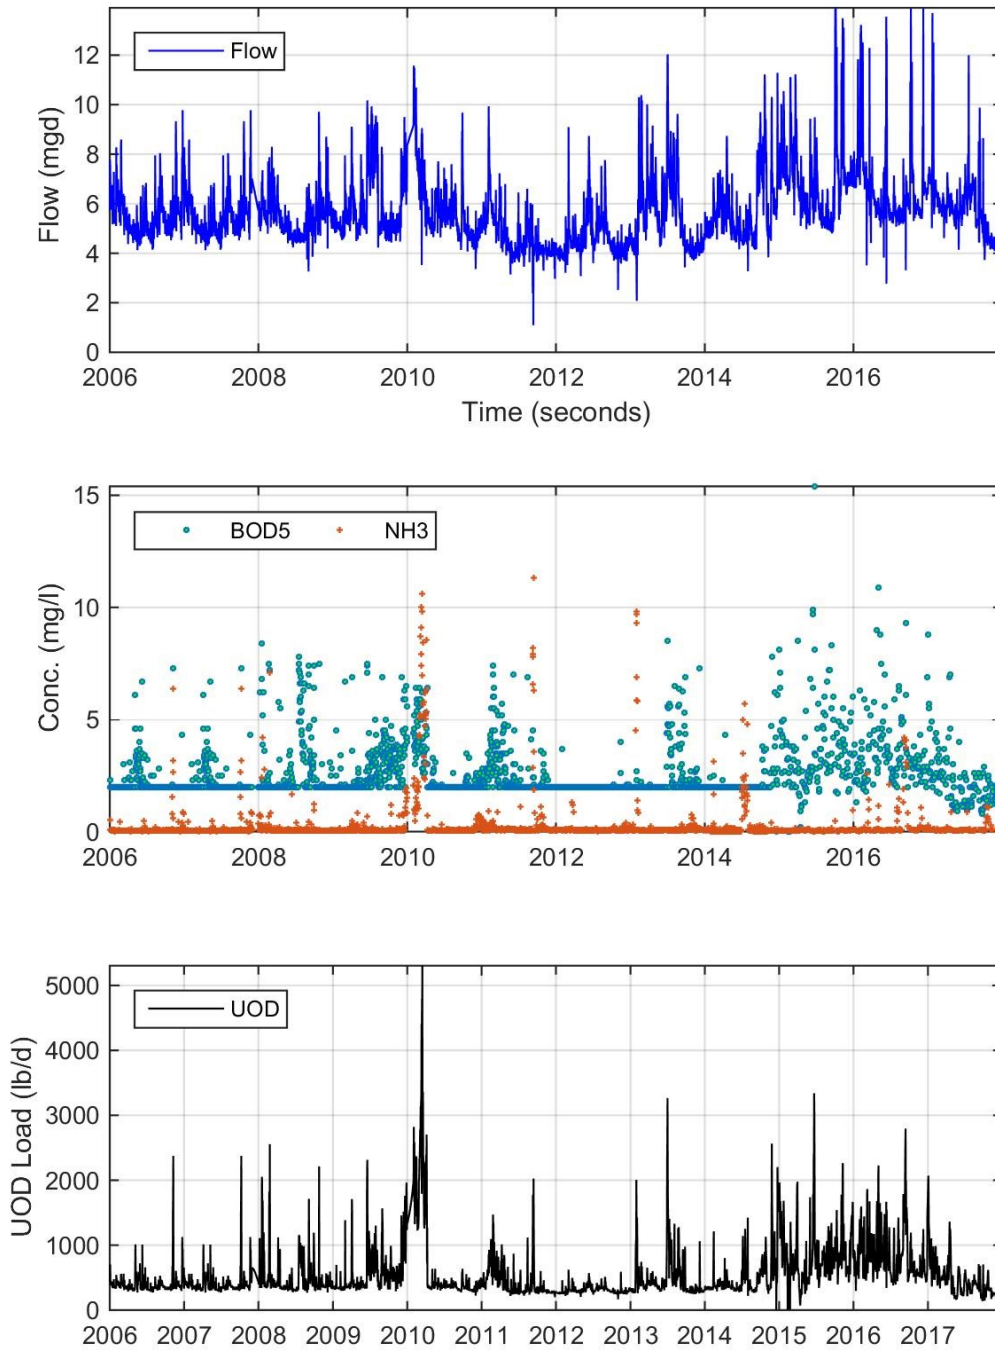 Flow
12
10
8
6
4
2
0
Flow (mgd)
2006 2008 2010 2012 2014 2016
Time (seconds)
BOD5 NH3
15
10
5
0
Conc. (mg/l)
2006 2008 2010 2012 2014 2016
UOD
5000
4000
3000
2000
1000
0
UOD Load (lb/d)
2006 2007 2008 2009 2010 2011 2012 2013 2014 2015 2016 2017